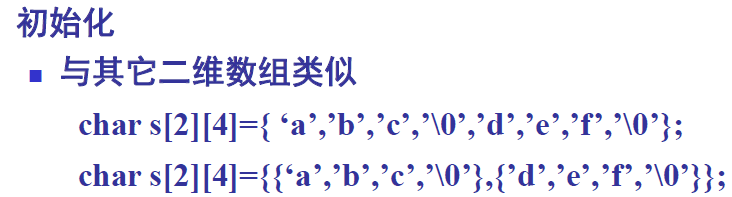 初始化
■ 与其它二维数组类似
char s[2][4]={ ‘a’,’b’,’c’,’\0’,’d’,’e’,’f’,’\0’};
char s[2][4]={{‘a’,’b’,’c’,’\0’},{’d’,’e’,’f’,’\0’}};